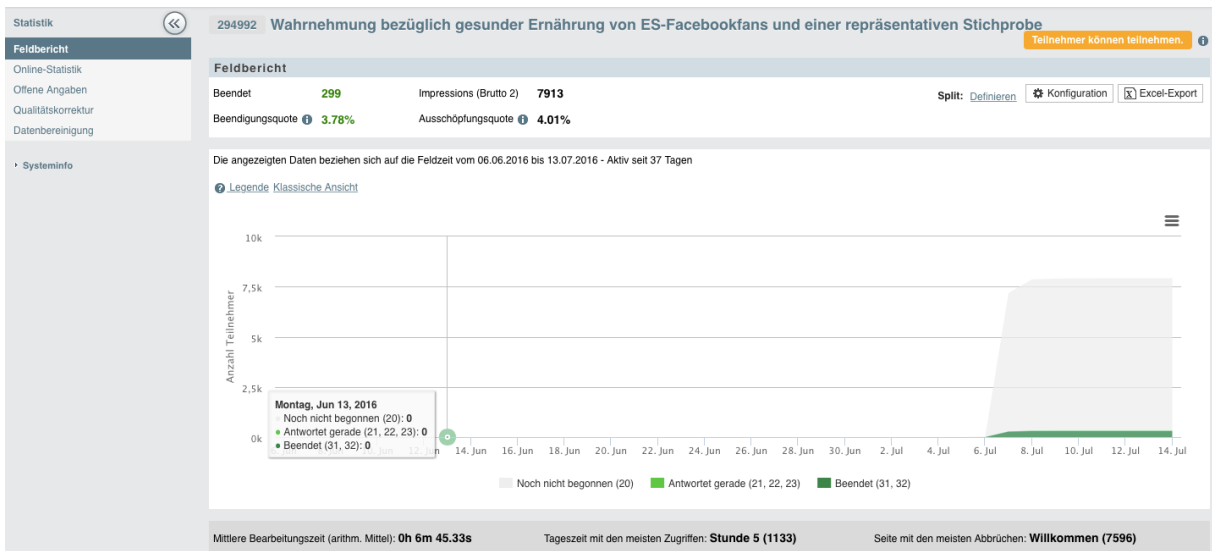 Statistik
Feldbericht
Online-Statistik
Offene Angaben
Qualitätskorrektur
Datenbereinigung
Systeminfo
294992 Wahrnehmung bezüglich gesunder Ernährung von ES-Facebookfans und einer repräsentativen Stichprobe
Teilnehmer können teilnehmen.
Feldbericht
Beendet 299 Impressions (Brutto 2) 7913
Split: Definieren Konfiguration Excel-Export
Beendigungsquote 3.78% Ausschöpfungsquote 4.01%
Die angezeigten Daten beziehen sich auf die Feldzeit vom 06.06.2016 bis 13.07.2016 - Aktiv seit 37 Tagen
Legende Klassische Ansicht
Anzahl Teilnehmer
10k
7,5k
5k
2,5k
0k
Montag, Jun 13, 2016
Noch nicht begonnen (20): 0
Antwortet gerade (21, 22, 23): 0
Beendet (31, 32): 0
12. Jun 14. Jun 16. Jun 18. Jun 20. Jun 22. Jun 24. Jun 26. Jun 28. Jun 30. Jun 2. Jul 4. Jul 6. Jul 8. Jul 10. Jul 12. Jul 14. Jul
Noch nicht begonnen (20) Antwortet gerade (21, 22, 23) Beendet (31, 32)
Mittlere Bearbeitungszeit (arithm. Mittel): 0h 6m 45.33s Tageszeit mit den meisten Zugriffen: Stunde 5 (1133) Seite mit den meisten Abbrüchen: Willkommen (7596)